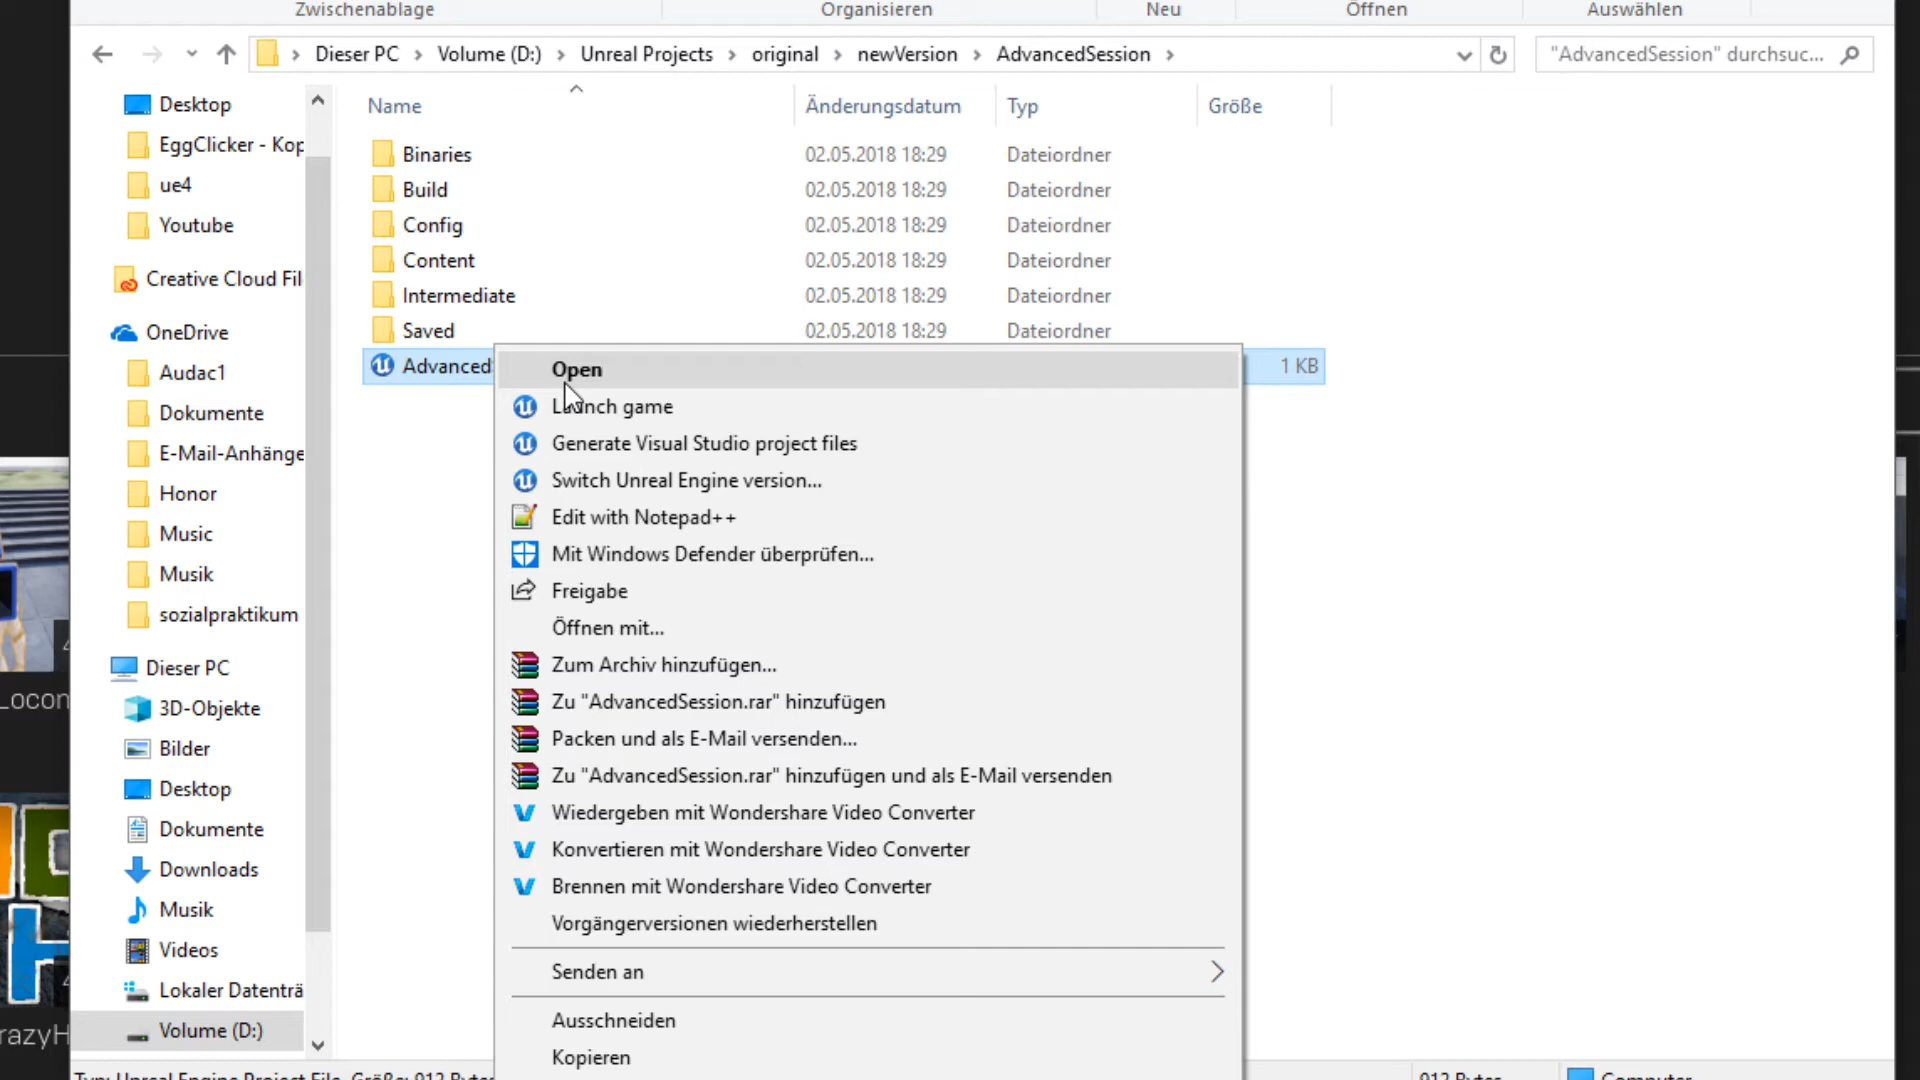 Zwischenablage
Organisieren
Neu
Öffnen
Auswählen
Dieser PC
Volume (D:)
Unreal Projects
original
newVersion
AdvancedSession
"AdvancedSession" durchsuc...
Name
Änderungsdatum
Typ
Größe
Binaries 02.05.2018 18:29 Dateiordner
Build 02.05.2018 18:29 Dateiordner
Config 02.05.2018 18:29 Dateiordner
Content 02.05.2018 18:29 Dateiordner
Intermediate 02.05.2018 18:29 Dateiordner
Saved 02.05.2018 18:29 Dateiordner
Advanced 1 KB
Desktop
EggClicker - Kop
ue4
Youtube
Creative Cloud Fil
OneDrive
Audac1
Dokumente
E-Mail-Anhänge
Honor
Music
Musik
sozialpraktikum
Dieser PC
3D-Objekte
Bilder
Desktop
Dokumente
Downloads
Musik
Videos
Lokaler Datenträ
Volume (D:)
Open
Launch game
Generate Visual Studio project files
Switch Unreal Engine version...
Edit with Notepad++
Mit Windows Defender überprüfen...
Freigabe
Öffnen mit...
Zum Archiv hinzufügen...
Zu "AdvancedSession.rar" hinzufügen
Packen und als E-Mail versenden...
Zu "AdvancedSession.rar" hinzufügen und als E-Mail versenden
Wiedergeben mit Wondershare Video Converter
Konvertieren mit Wondershare Video Converter
Brennen mit Wondershare Video Converter
Vorgängerversionen wiederherstellen
Senden an
Ausschneiden
Kopieren
Typ: Unreal Engine Project File, Größe: 912 Bytes
912 Bytes
Computer
Locom
razyH